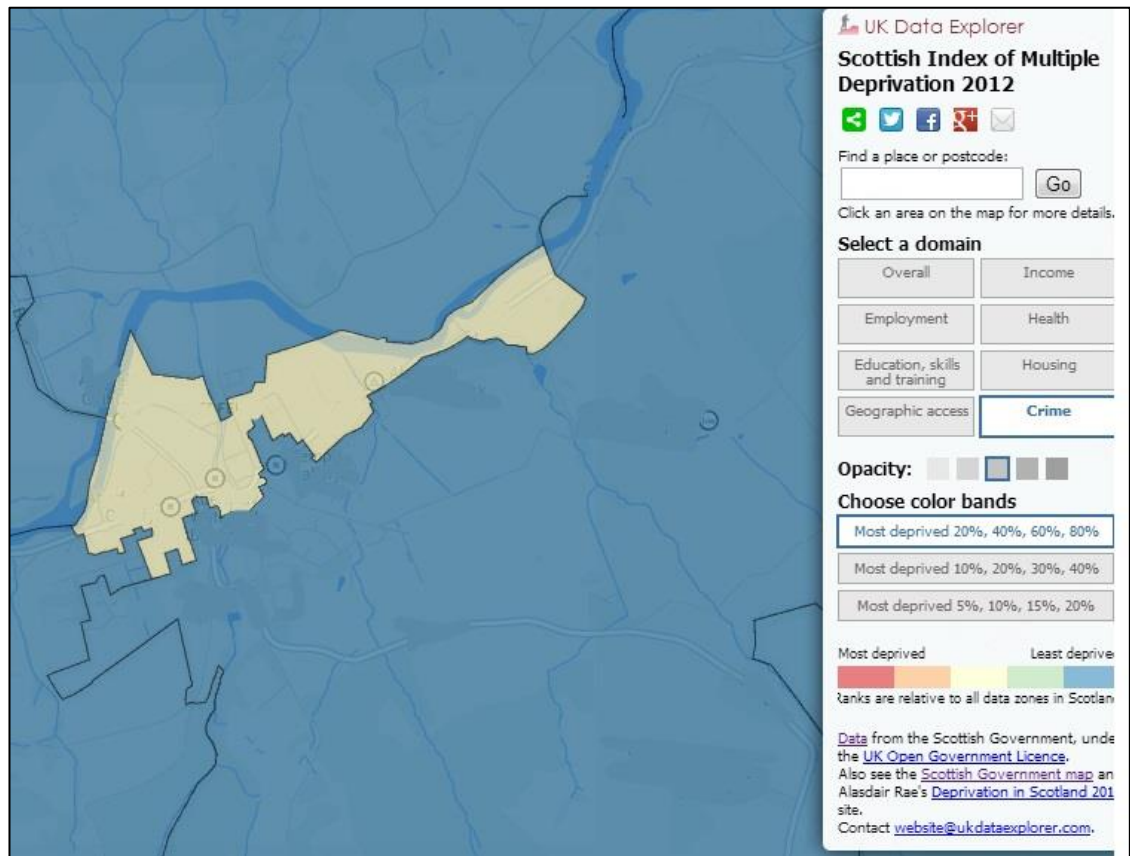 UK Data Explorer
Scottish Index of Multiple
Deprivation 2012
Find a place or postcode:
Go
Click an area on the map for more details.
Select a domain
Overall
Income
Employment
Health
Education, skills
and training
Housing
Geographic access
Crime
Opacity:
Choose color bands
Most deprived 20%, 40%, 60%, 80%
Most deprived 10%, 20%, 30%, 40%
Most deprived 5%, 10%, 15%, 20%
Most deprived
Least deprive
Ranks are relative to all data zones in Scotlan
Data from the Scottish Government, unde
the UK Open Government Licence.
Also see the Scottish Government map an
Alasdair Rae's Deprivation in Scotland 201
site.
Contact website@ukdataexplorer.com.